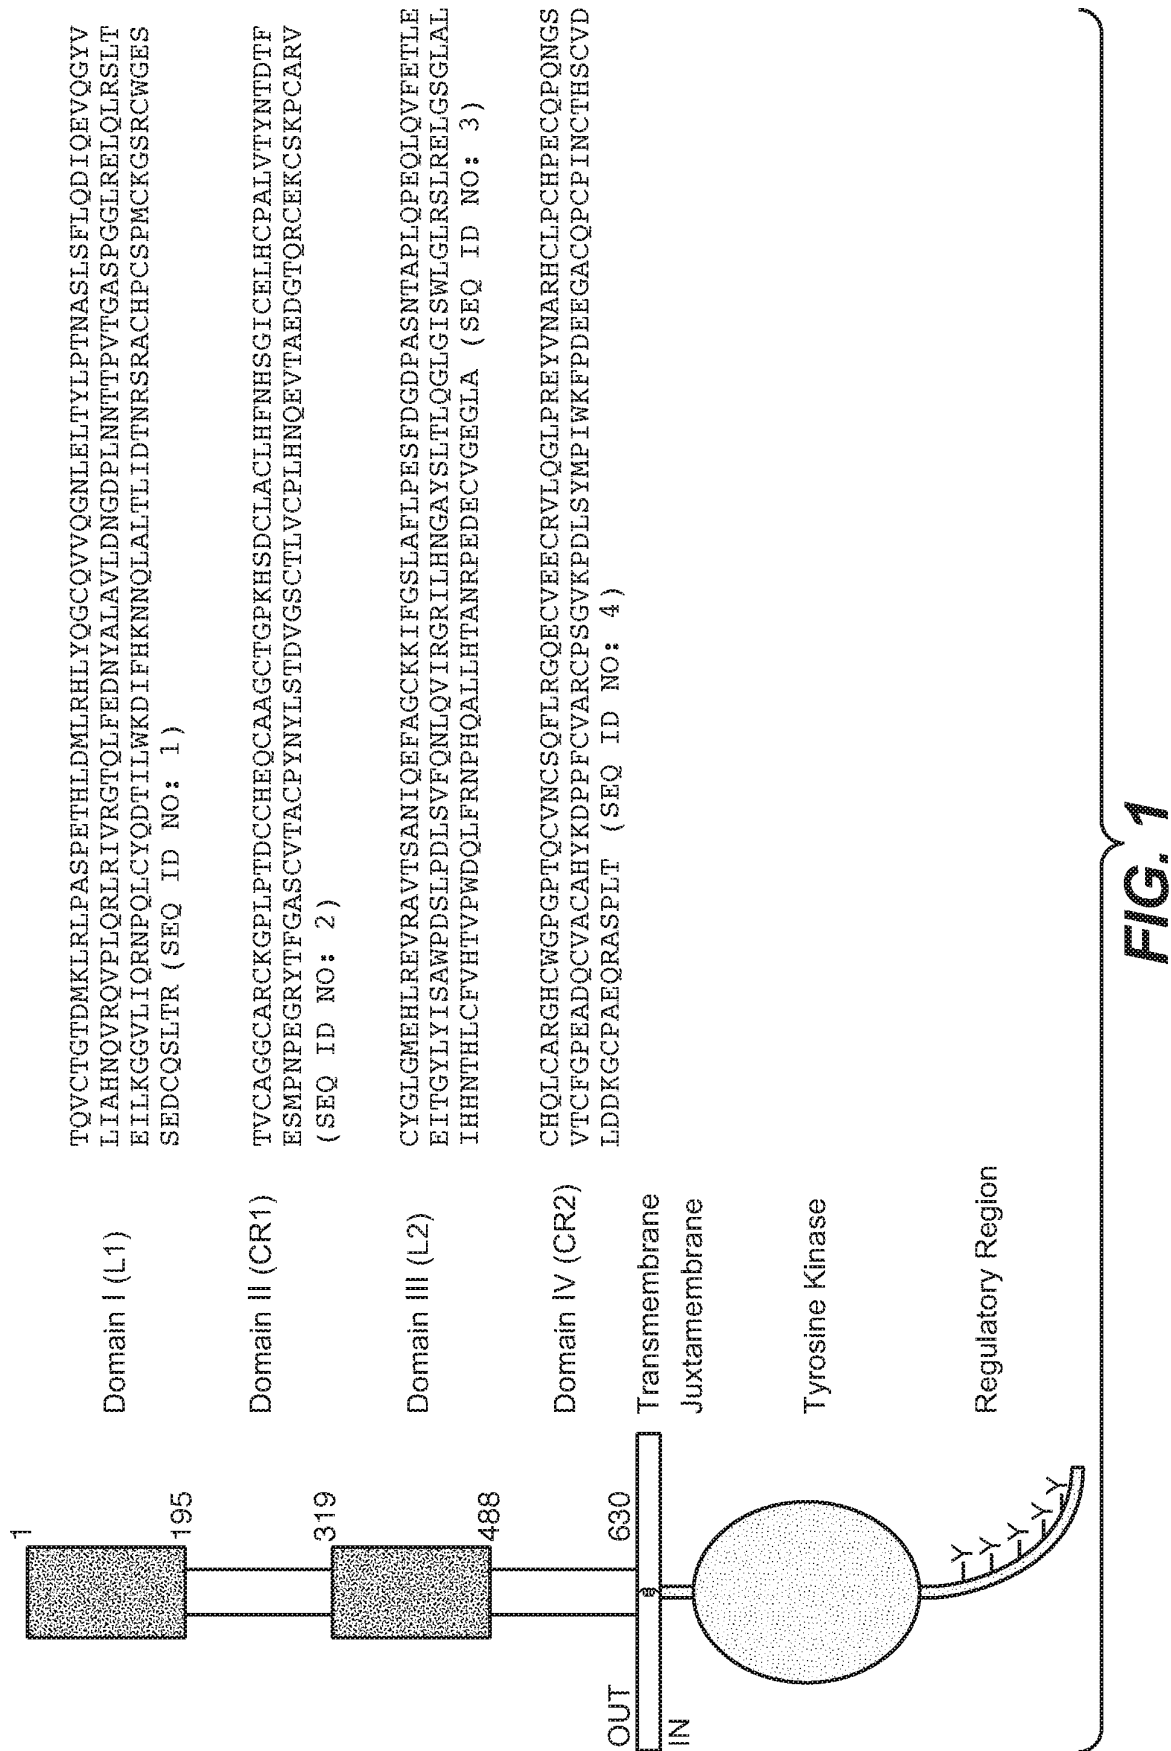 1
195
319
488
630
OUT
IN
Y
Y
Y
Y
Y
Domain I (L1)
TQVCTGTDMKLRLPASPETHLDMLRHLYQGCQVVQGNLELTYLPTNASLSFLQDIQEVQGYV
LIAHNQVRQVPLQRLRIVRGTQLFEDNYALAVLDNGDPLNNTTPVTGASPGGLRELQLRSLT
EILKGGVLIQRNPQLCYQDTILWKDIFHKNNQLALTLIDTNRSRACHPCSPMCKGSRCWGES
SEDCQSLTR (SEQ ID NO: 1)
Domain II (CR1)
TVCAGGCARCKGPLPTDCCHEQCAAGCTGPKHSDCLACLHFNHSGICELHCPALVTYNTDTF
ESMPNPEGRYTFGASCVTACPYNYLSTDVGSCTLVCPLHNQEVTAEDGTQRCEKCSKPCARV
(SEQ ID NO: 2)
Domain III (L2)
CYGLGMEHLREVRAVTSANIQEFAGCKKIFGSLAFLPESFDGDPASNTAPLQPEQLQVFETLE
EITGYLYISAWPDSLPDLSVFQNLQVIRGRILHNGAYSLTLQGLGISWLGLRSLRELGSGLAL
IHHNTHLCFVHTVPWDQLFRNPHQALLHTANRPEDECVGEGLA (SEQ ID NO: 3)
Domain IV (CR2)
CHQLCARGHCWGPGPTQCVNCSQFLRGQECVEECRVLQGLPREYVNARHCLPCHPECQPQNGS
VTCFGPEADQCVACAHYKDPPFCVARCPSGVKPDLSYMPIWKFPDEEGACQPCPINCTHSCVD
LDDKGCPAEQRASPLT (SEQ ID NO: 4)
Transmembrane
Juxtamembrane
Tyrosine Kinase
Regulatory Region
FIG. 1